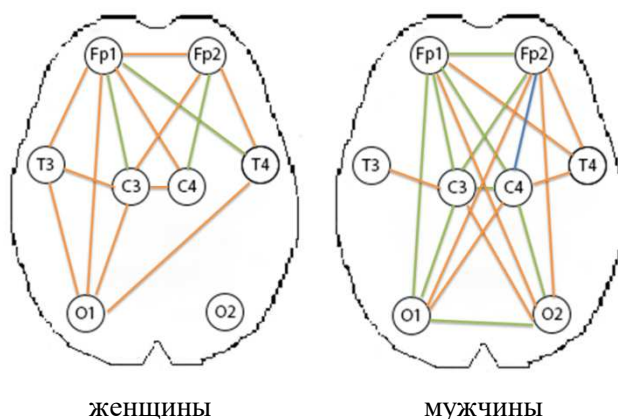 Fp1 Fp2 Fp1 Fp2
T3 C3 C4 T4 T3 C3 C4 T4
O1 O2 O1 O2
женщины мужчины